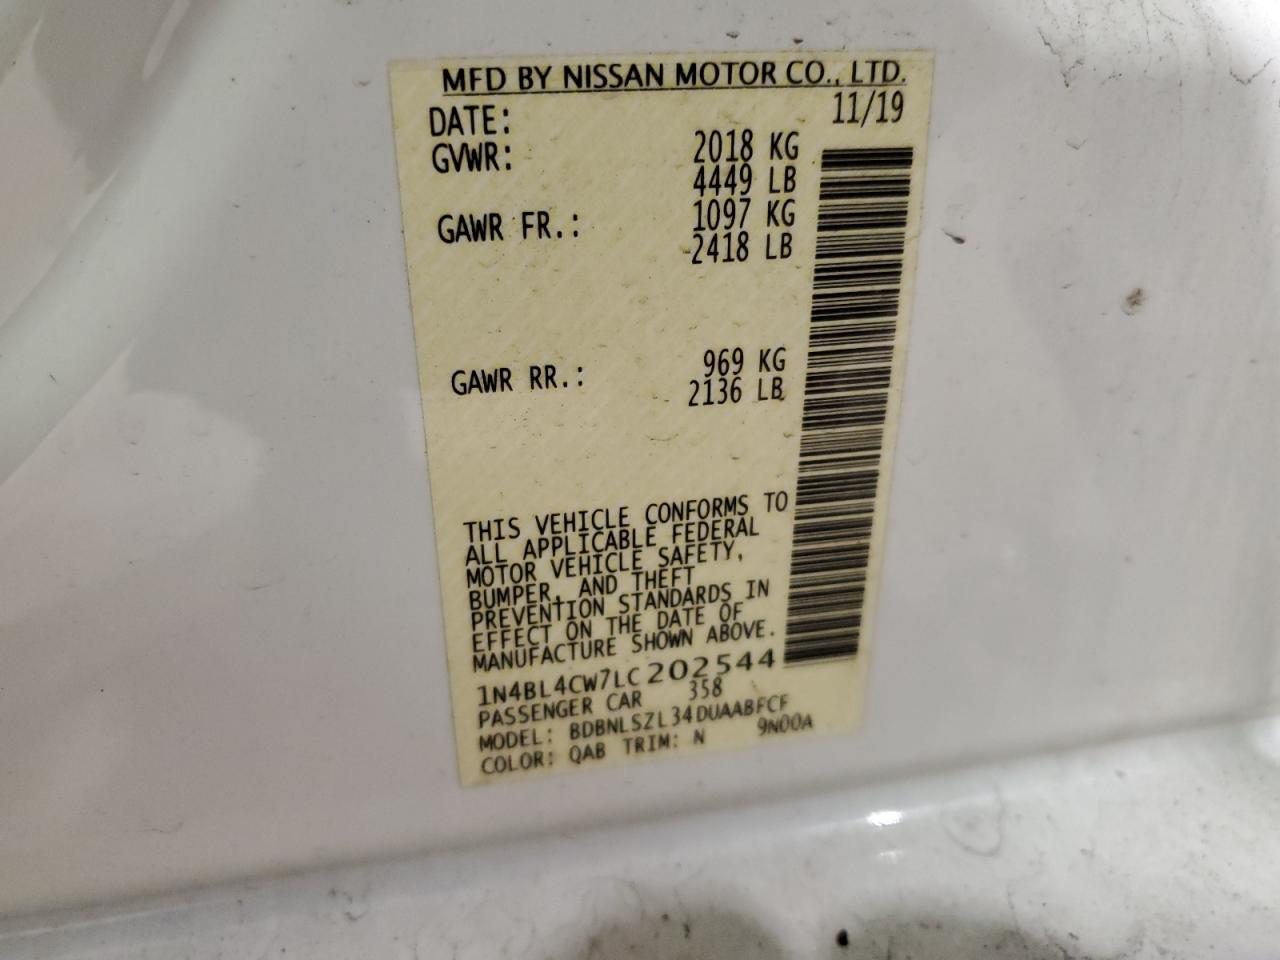 MFD BY NISSAN MOTOR CO., LTD.
DATE: 11/19
GVWR: 2018 KG
4449 LB
GAWR FR.: 1097 KG
2418 LB
GAWR RR.: 969 KG
2136 LB
THIS VEHICLE CONFORMS TO
ALL APPLICABLE FEDERAL
MOTOR VEHICLE SAFETY,
BUMPER, AND THEFT
PREVENTION STANDARDS IN
EFFECT ON THE DATE OF
MANUFACTURE SHOWN ABOVE.
1N4BL4CW7LC202544
PASSENGER CAR 358
MODEL: BDBNLSZL34DUAABFCF
COLOR: QAB TRIM: N 9N00A